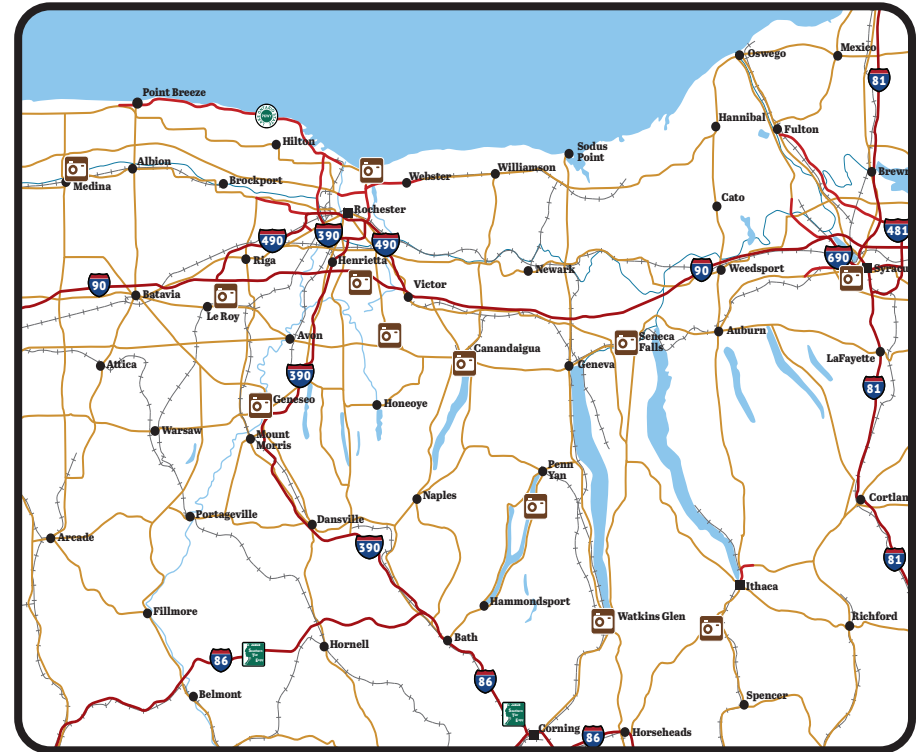 Oswego
Mexico
81
Point Breeze
Hannibal
Fulton
Hilton
Sodus
Point
Albion
Medina
Brockport
Webster
Williamson
Cato
Rochester
490
390
490
481
690
Riga
Henrietta
Newark
90
Weedsport
90
Batavia
Le Roy
Victor
Avon
Auburn
Seneca
Falls
Canandaigua
LaFayette
Attica
Geneva
390
81
Geneseo
Honeoye
Warsaw
Mount
Morris
Penn
Yan
Naples
Portageville
Dansville
Arcade
390
81
Ithaca
Hammondsport
Fillmore
Watkins Glen
Richford
Hornell
Bath
86
86
Belmont
Spencer
Corning
86
Horseheads